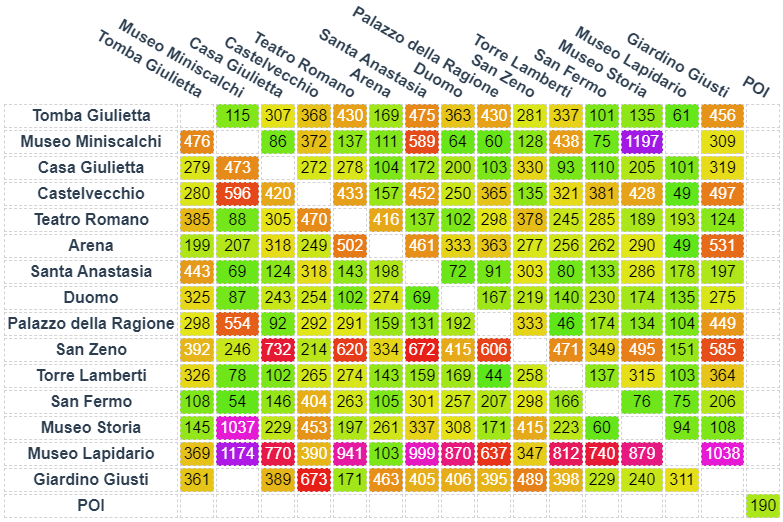 Tomba Giulietta
Museo Miniscalchi
Casa Giulietta
Castelvecchio
Teatro Romano
Arena
Santa Anastasia
Duomo
Palazzo della Ragione
San Zeno
Torre Lamberti
San Fermo
Museo Storia
Museo Lapidario
Giardino Giusti
POI
Tomba Giulietta 115 307 368 430 169 475 363 430 281 337 101 135 61 456
Museo Miniscalchi 476 86 372 137 111 589 64 60 128 438 75 1197 309
Casa Giulietta 279 473 272 278 104 172 200 103 330 93 110 205 101 319
Castelvecchio 280 596 420 433 157 452 250 365 135 321 381 428 49 497
Teatro Romano 385 88 305 470 416 137 102 298 378 245 285 189 193 124
Arena 199 207 318 249 502 461 333 363 277 256 262 290 49 531
Santa Anastasia 443 69 124 318 143 198 72 91 303 80 133 286 178 197
Duomo 325 87 243 254 102 274 69 167 219 140 230 174 135 275
Palazzo della Ragione 298 554 92 292 291 159 131 192 333 46 174 134 104 449
San Zeno 392 246 732 214 620 334 672 415 606 471 349 495 151 585
Torre Lamberti 326 78 102 265 274 143 159 169 44 258 137 315 103 364
San Fermo 108 54 146 404 263 105 301 257 207 298 166 76 75 206
Museo Storia 145 1037 229 453 197 261 337 308 171 415 223 60 94 108
Museo Lapidario 369 1174 770 390 941 103 999 870 637 347 812 740 879 1038
Giardino Giusti 361 389 673 171 463 405 406 395 489 398 229 240 311
POI 190